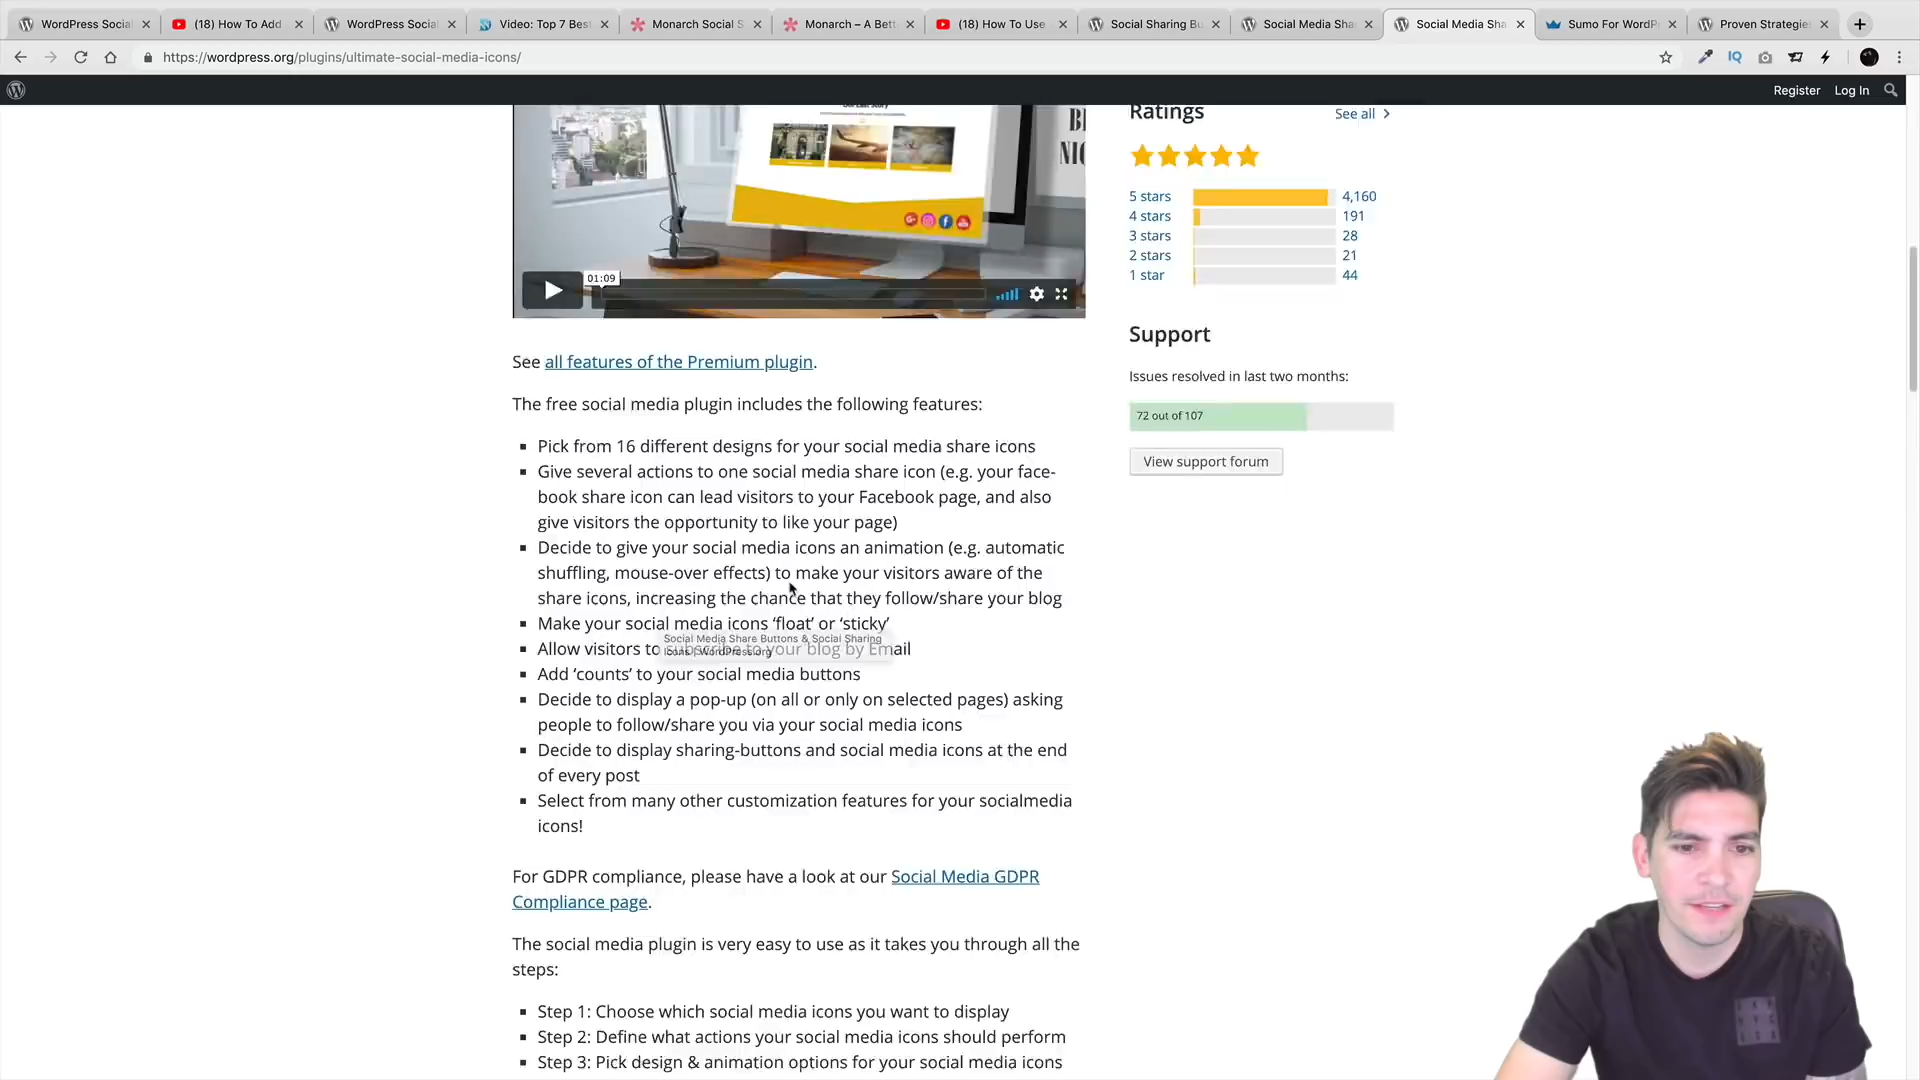 WordPress Social
(18) How To Add
WordPress Social
Video: Top 7 Best
Monarch Social S
Monarch – A Bett
(18) How To Use
Social Sharing Bu
Social Media Sha
Social Media Sha
Sumo For WordP
Proven Strategies
https://wordpress.org/plugins/ultimate-social-media-icons/
IQ
Register
Log In
01:09
See all features of the Premium plugin.
The free social media plugin includes the following features:
Pick from 16 different designs for your social media share icons
Give several actions to one social media share icon (e.g. your face-
book share icon can lead visitors to your Facebook page, and also
give visitors the opportunity to like your page)
Decide to give your social media icons an animation (e.g. automatic
shuffling, mouse-over effects) to make your visitors aware of the
share icons, increasing the chance that they follow/share your blog
Make your social media icons ‘float’ or ‘sticky’
Social Media Share Buttons & Social Sharing
Icons | WordPress.org
Allow visitors to subscribe to your blog by Email
Add ‘counts’ to your social media buttons
Decide to display a pop-up (on all or only on selected pages) asking
people to follow/share you via your social media icons
Decide to display sharing-buttons and social media icons at the end
of every post
Select from many other customization features for your socialmedia
icons!
For GDPR compliance, please have a look at our Social Media GDPR
Compliance page.
The social media plugin is very easy to use as it takes you through all the
steps:
Step 1: Choose which social media icons you want to display
Step 2: Define what actions your social media icons should perform
Step 3: Pick design & animation options for your social media icons
Ratings
See all
5 stars 4,160
4 stars 191
3 stars 28
2 stars 21
1 star 44
Support
Issues resolved in last two months:
72 out of 107
View support forum